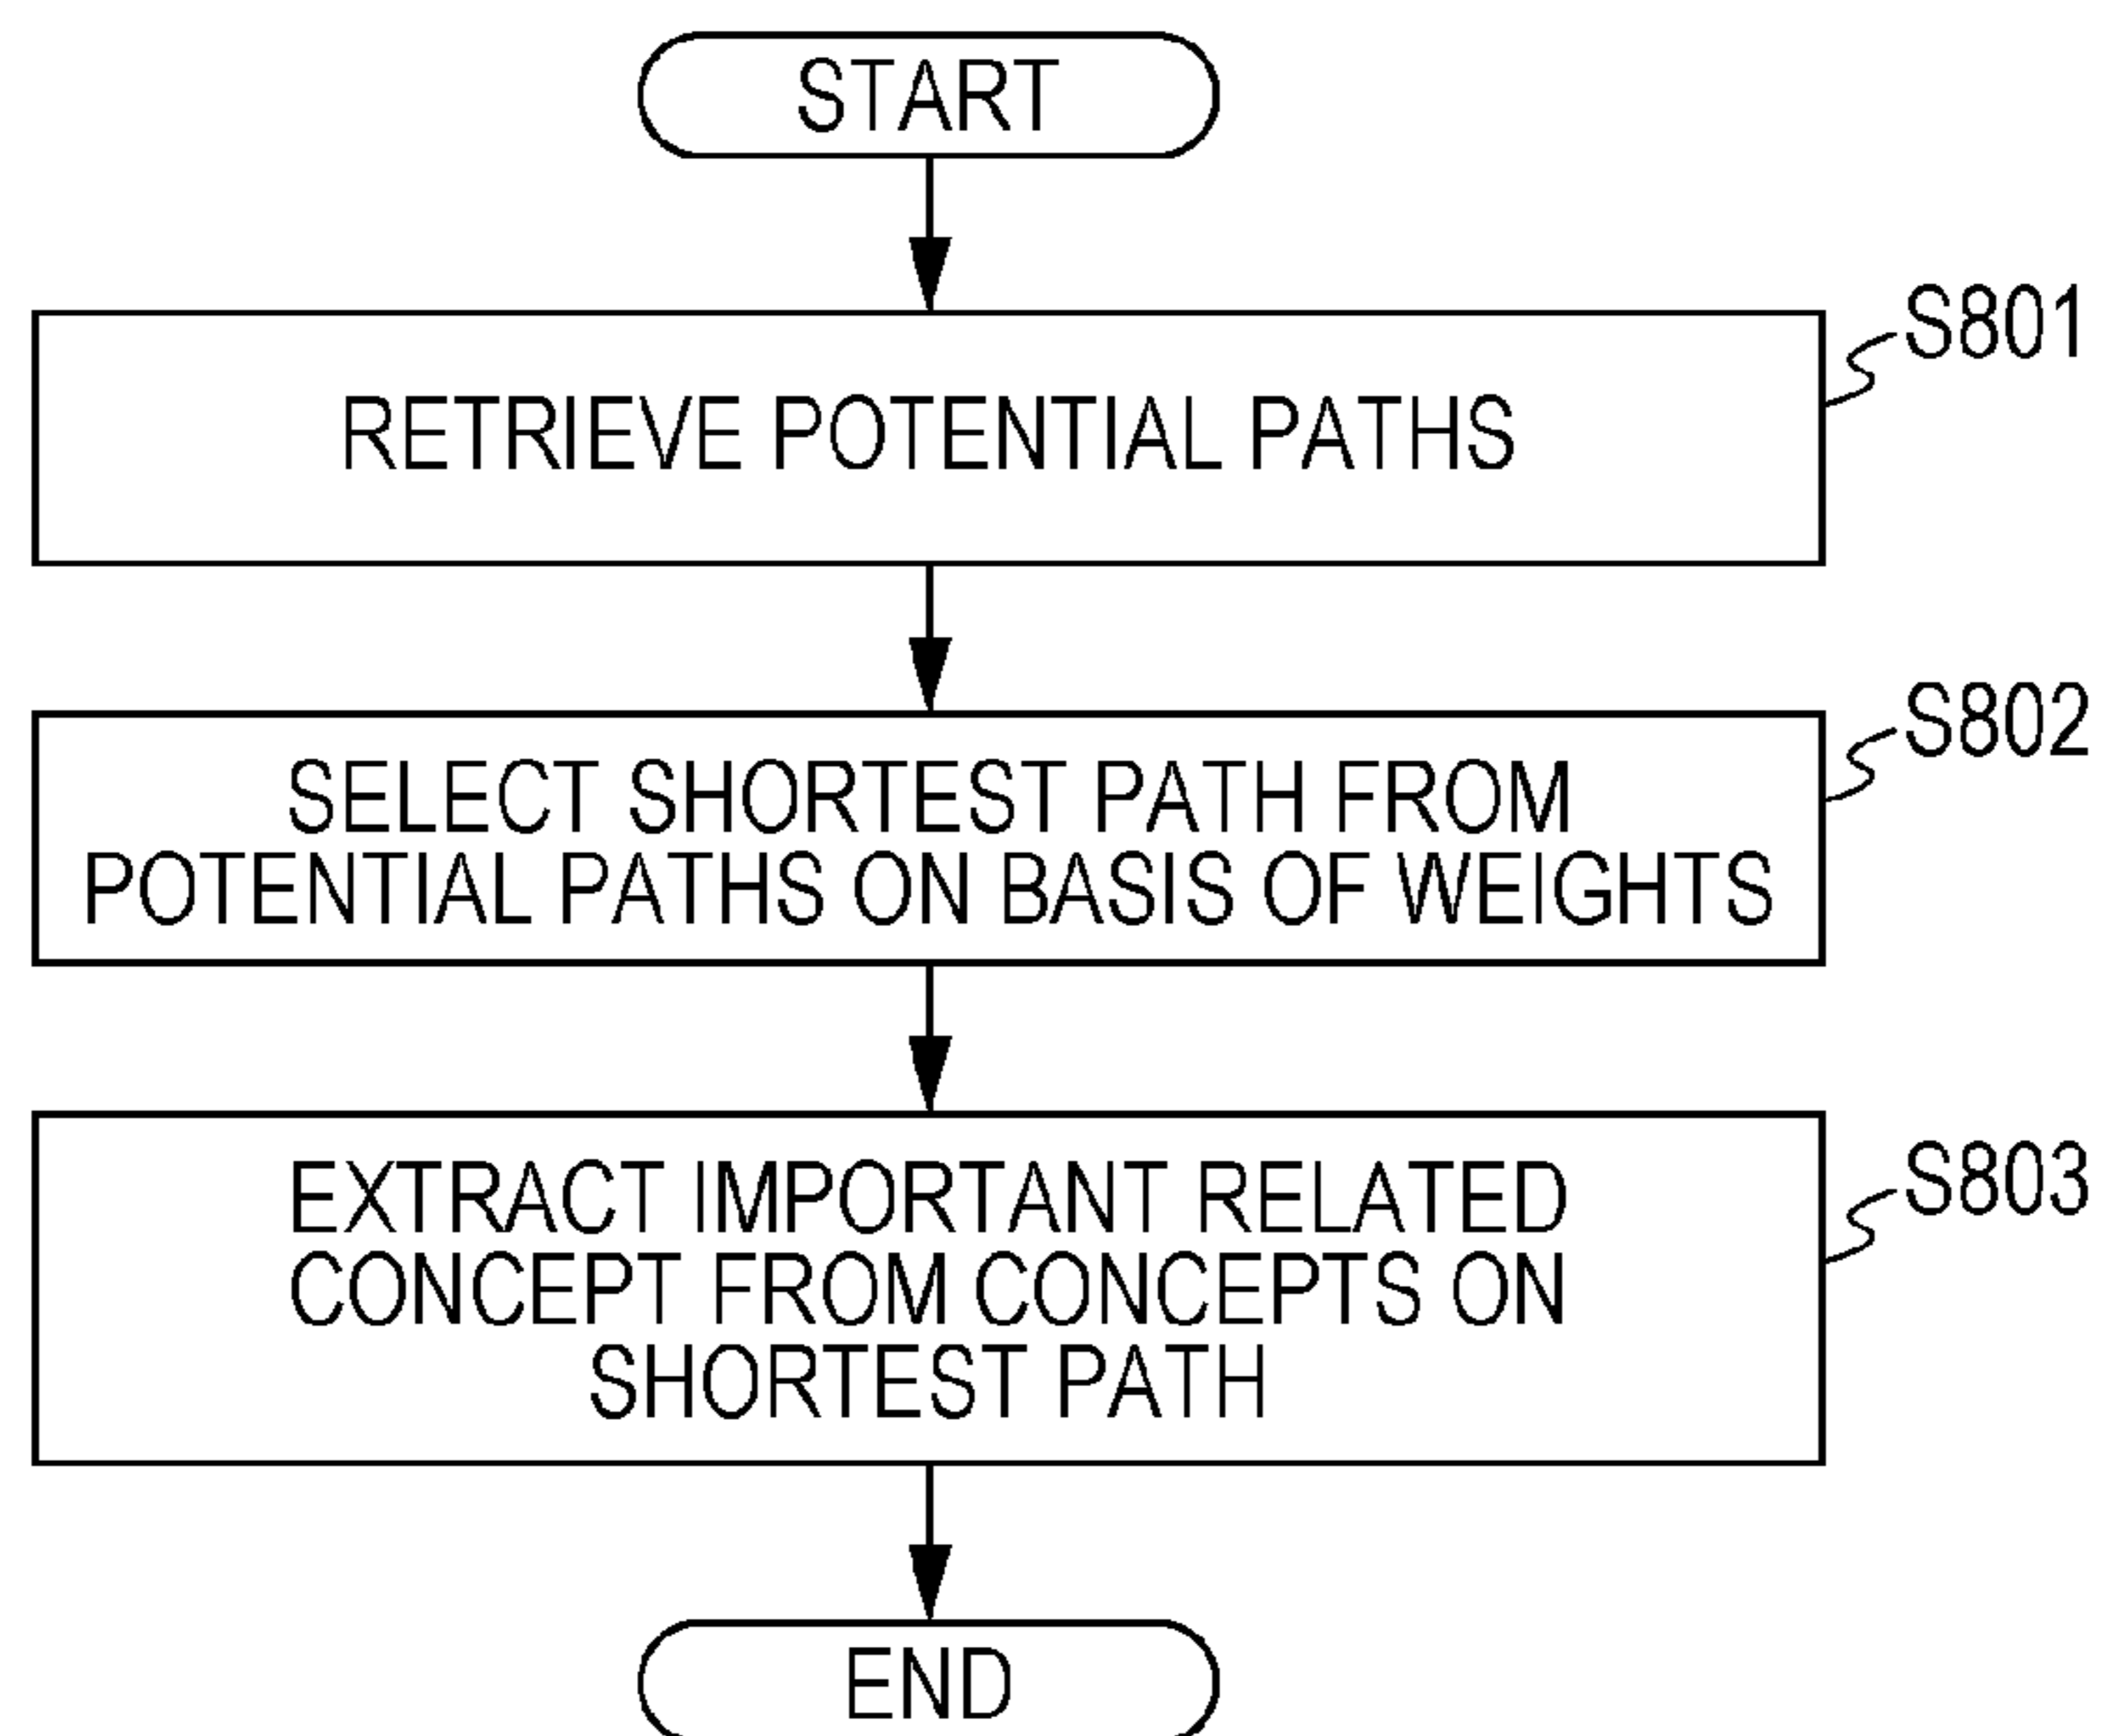 START
S801
RETRIEVE POTENTIAL PATHS
S802
SELECT SHORTEST PATH FROM
POTENTIAL PATHS ON BASIS OF WEIGHTS
S803
EXTRACT IMPORTANT RELATED
CONCEPT FROM CONCEPTS ON
SHORTEST PATH
END